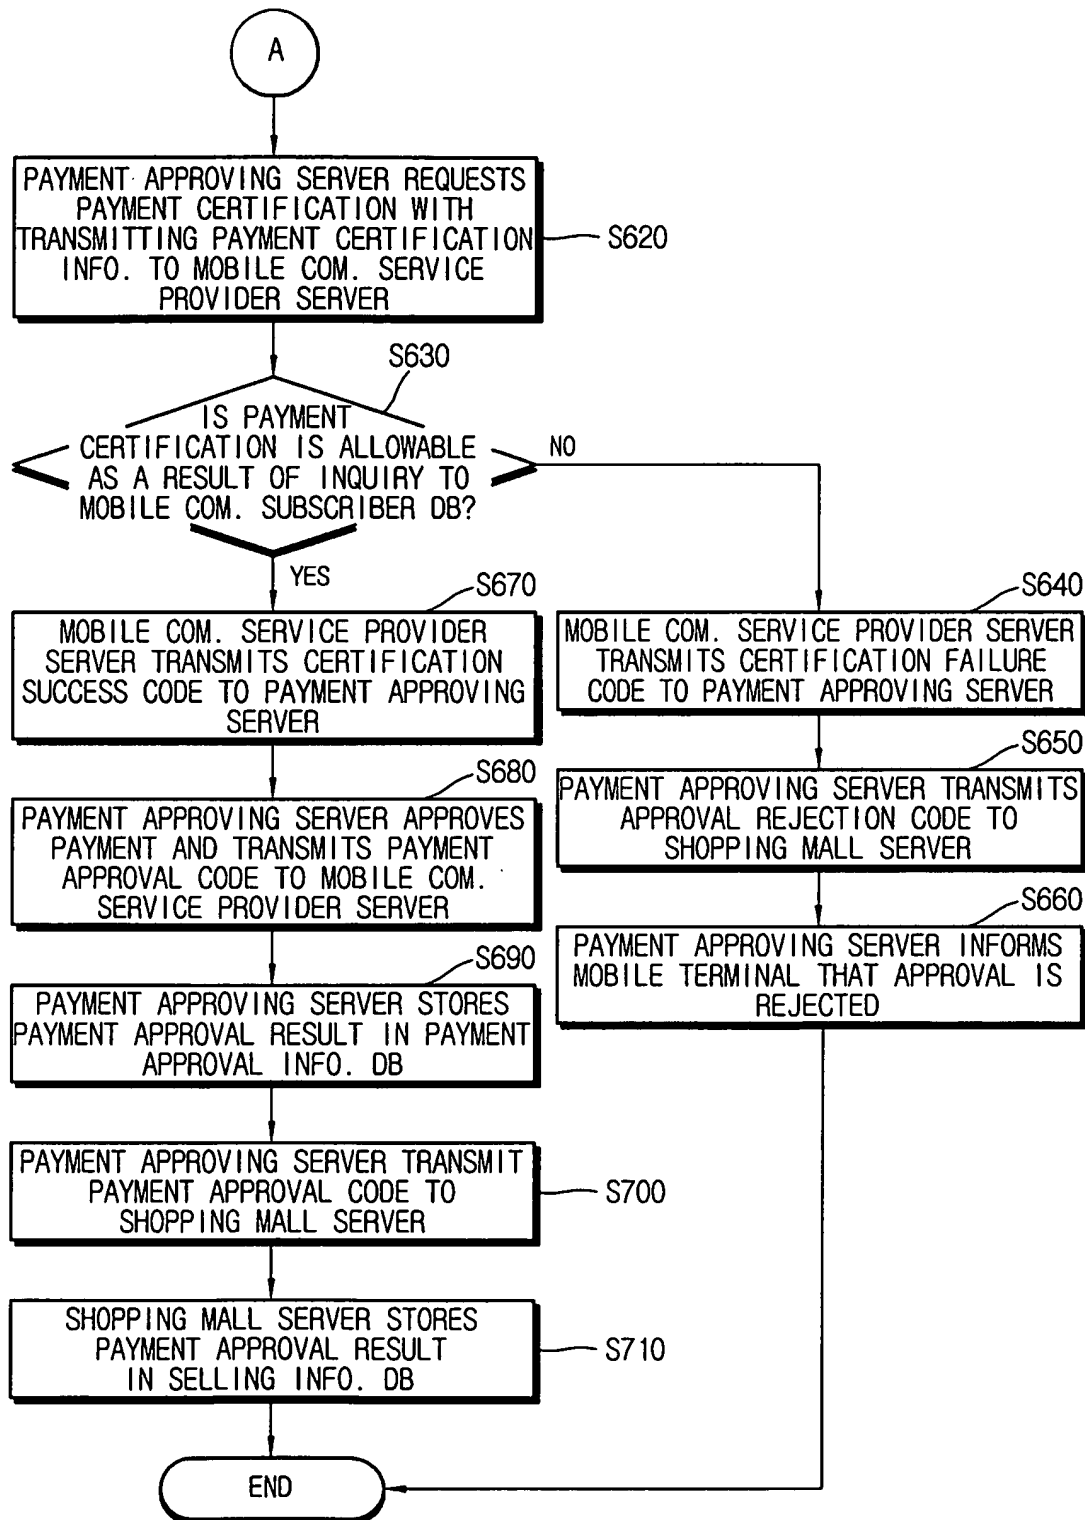 A
PAYMENT APPROVING SERVER REQUESTS
PAYMENT CERTIFICATION WITH
TRANSMITTING PAYMENT CERTIFICATION
INFO. TO MOBILE COM. SERVICE
PROVIDER SERVER
S620
S630
IS PAYMENT
CERTIFICATION IS ALLOWABLE
AS A RESULT OF INQUIRY TO
MOBILE COM. SUBSCRIBER DB?
NO
YES
S670
MOBILE COM. SERVICE PROVIDER
SERVER TRANSMITS CERTIFICATION
SUCCESS CODE TO PAYMENT APPROVING
SERVER
S680
PAYMENT APPROVING SERVER APPROVES
PAYMENT AND TRANSMITS PAYMENT
APPROVAL CODE TO MOBILE COM.
SERVICE PROVIDER SERVER
S690
PAYMENT APPROVING SERVER STORES
PAYMENT APPROVAL RESULT IN PAYMENT
APPROVAL INFO. DB
PAYMENT APPROVING SERVER TRANSMIT
PAYMENT APPROVAL CODE TO
SHOPPING MALL SERVER
S700
SHOPPING MALL SERVER STORES
PAYMENT APPROVAL RESULT
IN SELLING INFO. DB
S710
S640
MOBILE COM. SERVICE PROVIDER SERVER
TRANSMITS CERTIFICATION FAILURE
CODE TO PAYMENT APPROVING SERVER
S650
PAYMENT APPROVING SERVER TRANSMITS
APPROVAL REJECTION CODE TO
SHOPPING MALL SERVER
S660
PAYMENT APPROVING SERVER INFORMS
MOBILE TERMINAL THAT APPROVAL IS
REJECTED
END